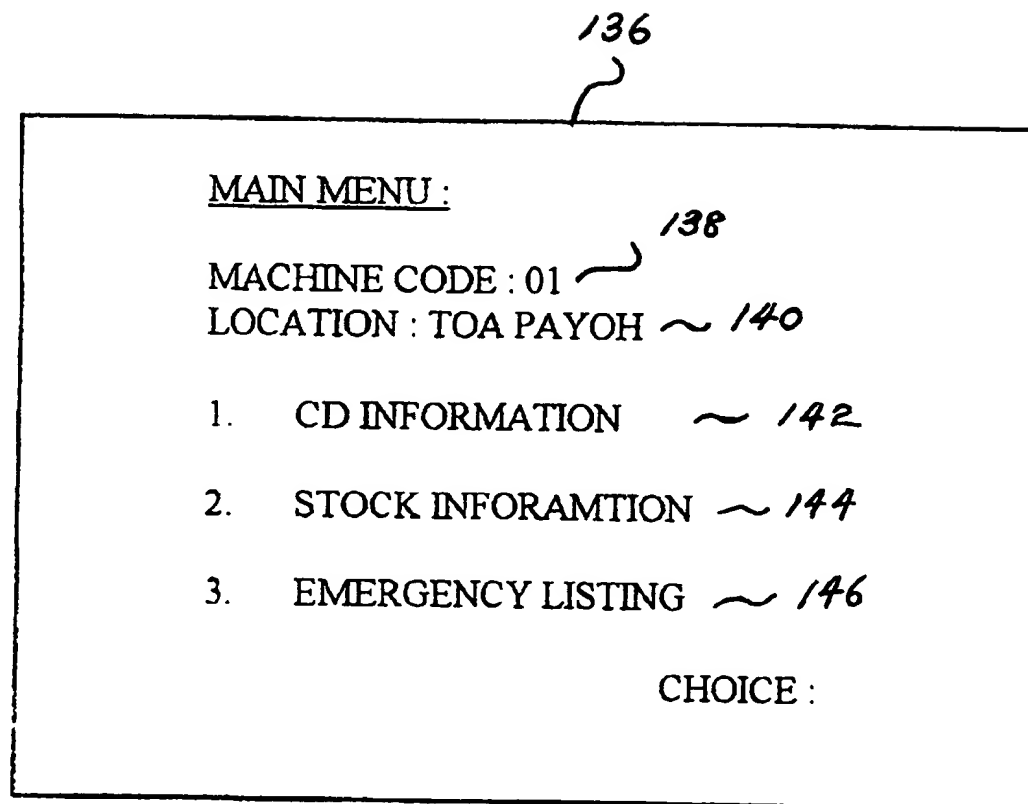 136
MAIN MENU :
138
MACHINE CODE : 01
LOCATION : TOA PAYOH 140
1. CD INFORMATION 142
2. STOCK INFORAMTION 144
3. EMERGENCY LISTING 146
CHOICE :